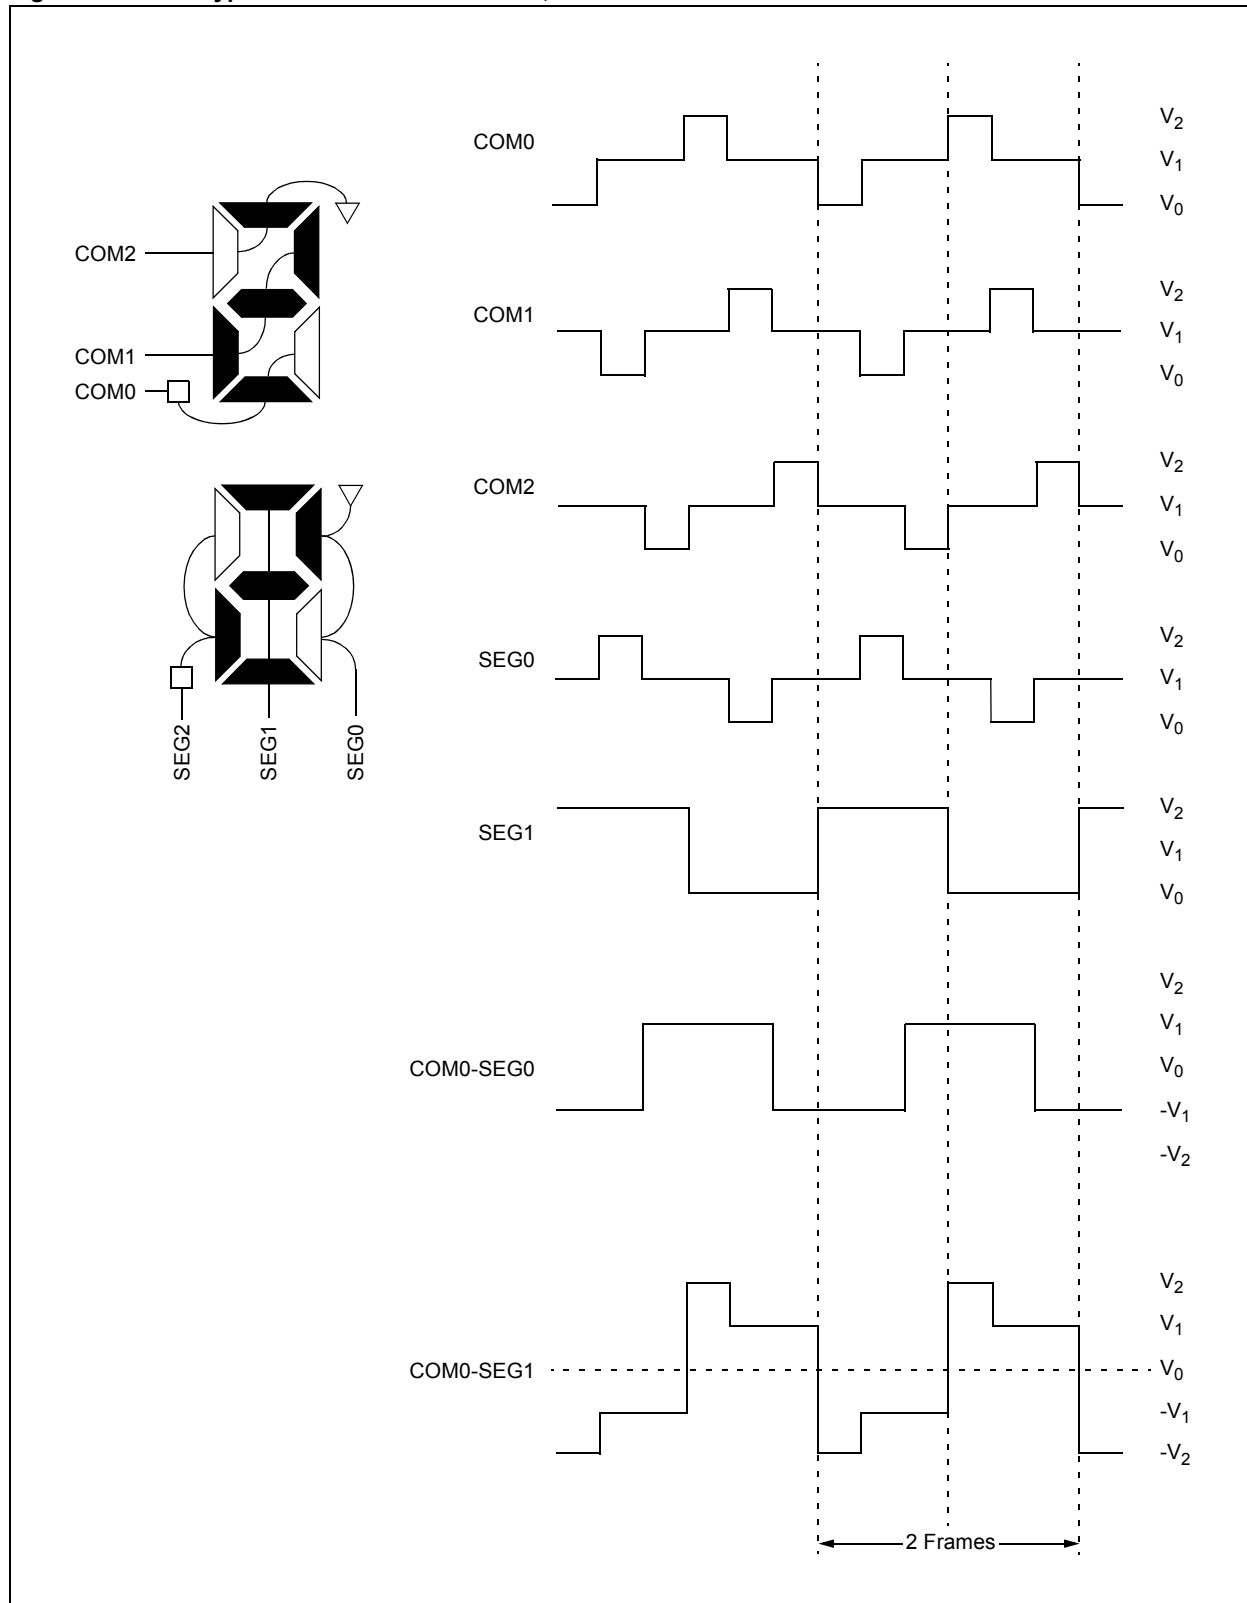 COM0
V2
V1
V0
COM2
COM1
COM0
COM1
V2
V1
V0
COM2
V2
V1
V0
SEG2
SEG1
SEG0
SEG0
V2
V1
V0
SEG1
V2
V1
V0
COM0-SEG0
V2
V1
V0
-V1
-V2
COM0-SEG1
V2
V1
V0
-V1
-V2
2 Frames